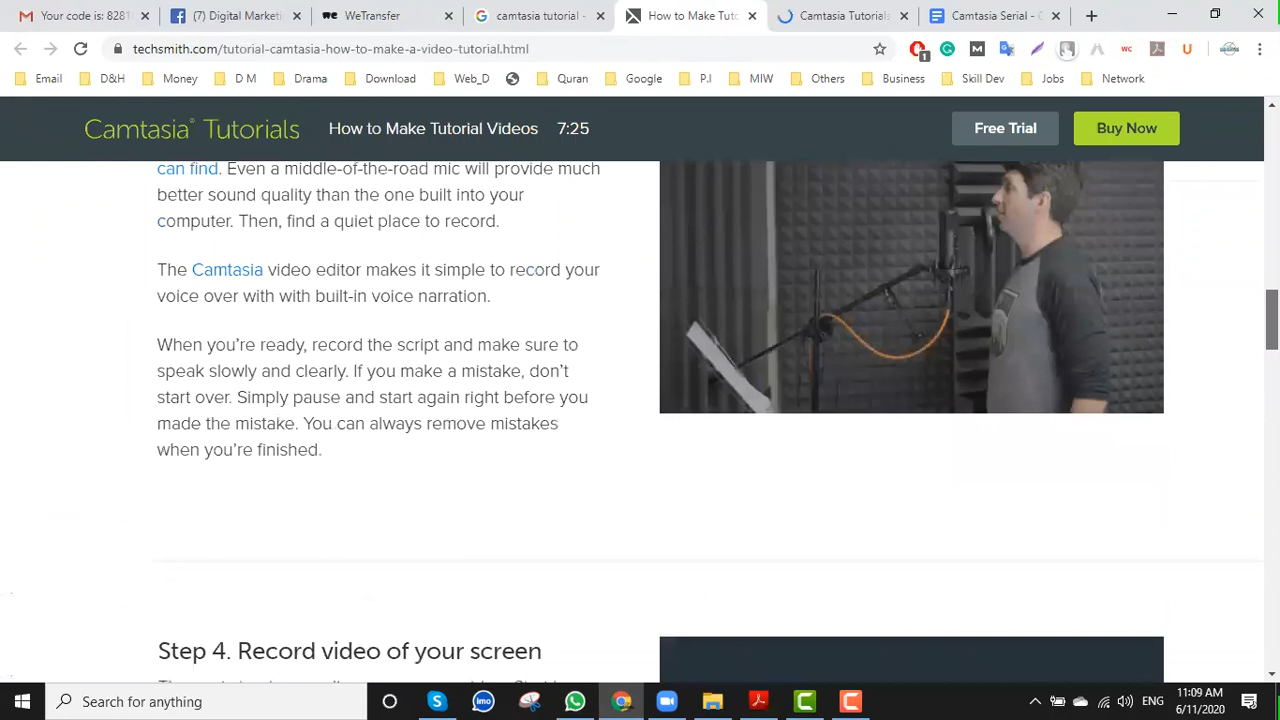 Your code is: 8281
(7) Digital Marketi
WeTransfer
camtasia tutorial -
How to Make Tuto
Camtasia Tutorials
Camtasia Serial - G
techsmith.com/tutorial-camtasia-how-to-make-a-video-tutorial.html
1
Email
D&H
Money
D M
Drama
Download
Web_D
Quran
Google
P.I
MIW
Others
Business
Skill Dev
Jobs
Network
Camtasia® Tutorials
How to Make Tutorial Videos 7:25
Free Trial
Buy Now
can find. Even a middle-of-the-road mic will provide much
better sound quality than the one built into your
computer. Then, find a quiet place to record.
The Camtasia video editor makes it simple to record your
voice over with with built-in voice narration.
When you’re ready, record the script and make sure to
speak slowly and clearly. If you make a mistake, don’t
start over. Simply pause and start again right before you
made the mistake. You can always remove mistakes
when you’re finished.
Step 4. Record video of your screen
Search for anything
ENG
11:09 AM
6/11/2020